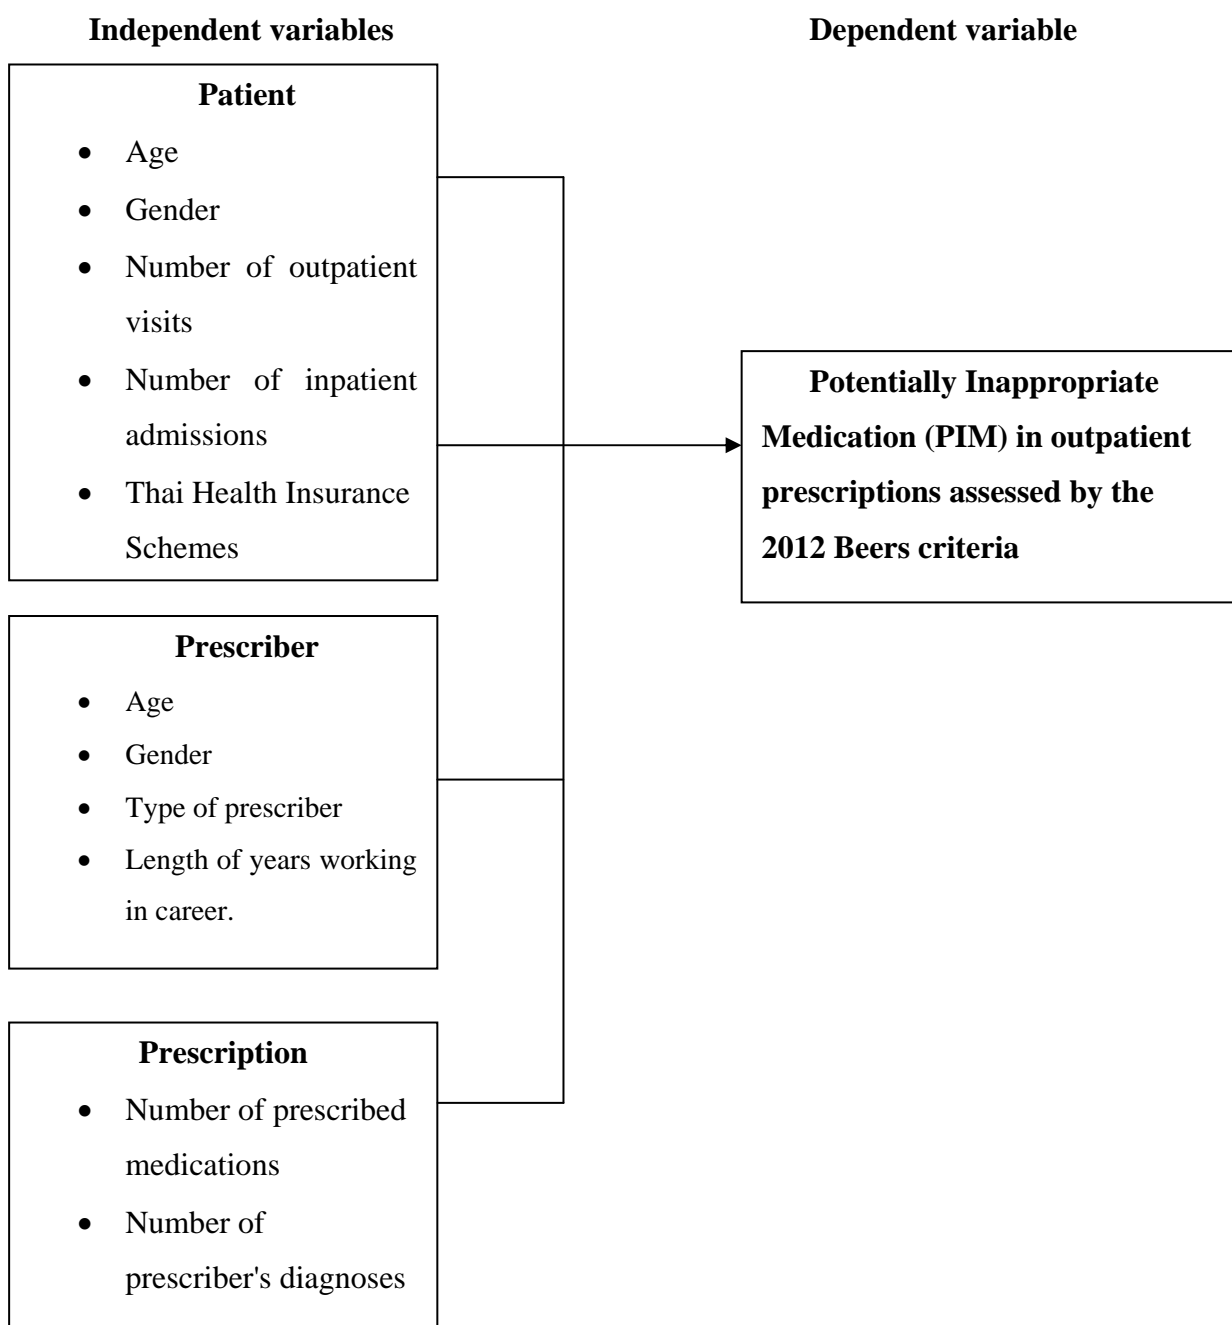 Independent variables
Dependent variable
Patient
• Age
• Gender
• Number of outpatient
visits
• Number of inpatient
admissions
• Thai Health Insurance
Schemes
Potentially Inappropriate
Medication (PIM) in outpatient
prescriptions assessed by the
2012 Beers criteria
Prescriber
• Age
• Gender
• Type of prescriber
• Length of years working
in career.
Prescription
• Number of prescribed
medications
• Number of
prescriber's diagnoses